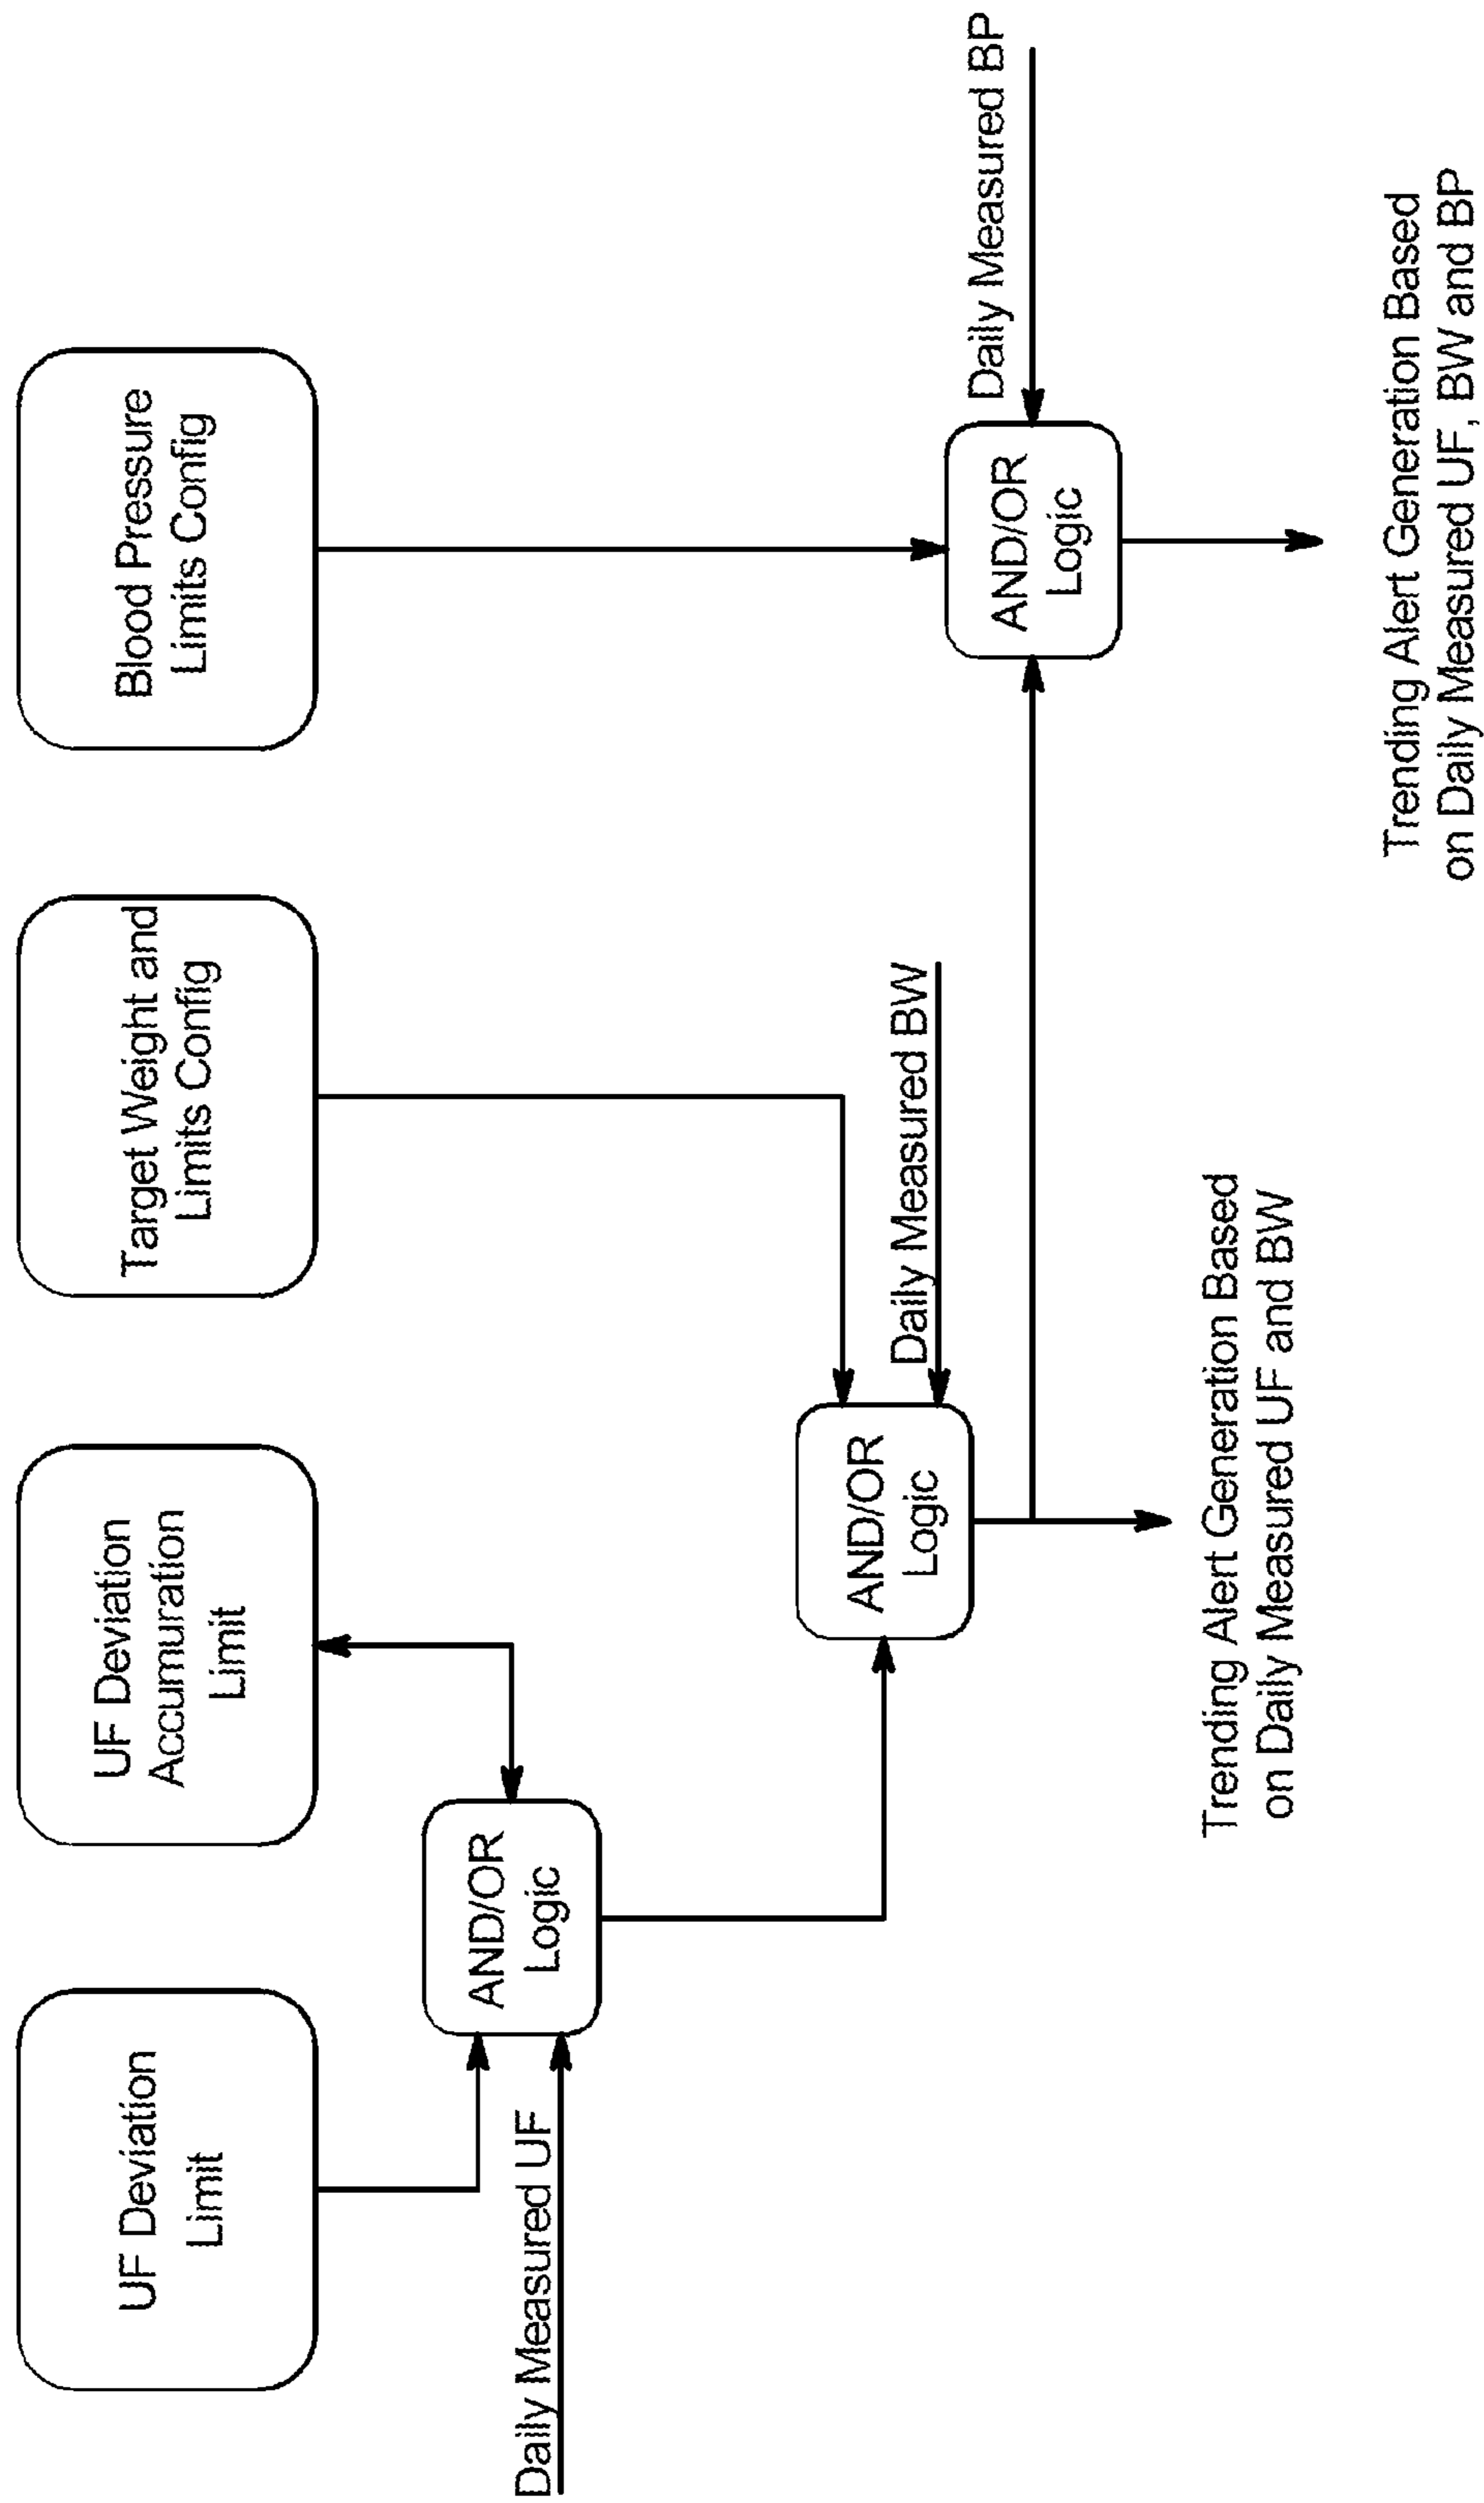 UF Deviation
Limit
UF Deviation
Accumuration
Limit
Target Weight and
Limits Config
Blood Pressure
Limits Config
Daily Measured UF
AND/OR
Logic
AND/OR
Logic
Daily Measured BW
AND/OR
Logic
Daily Measured BP
Trending Alert Generation Based
on Daily Measured UF and BW
Trending Alert Generation Based
on Daily Measured UF, BW and BP